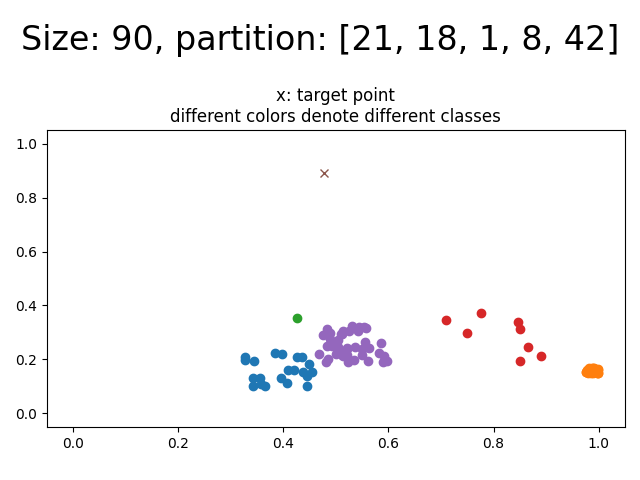 Size: 90, partition: [21, 18, 1, 8, 42]
x: target point
different colors denote different classes
1.0
0.8
0.6
0.4
0.2
0.0
0.0 0.2 0.4 0.6 0.8 1.0